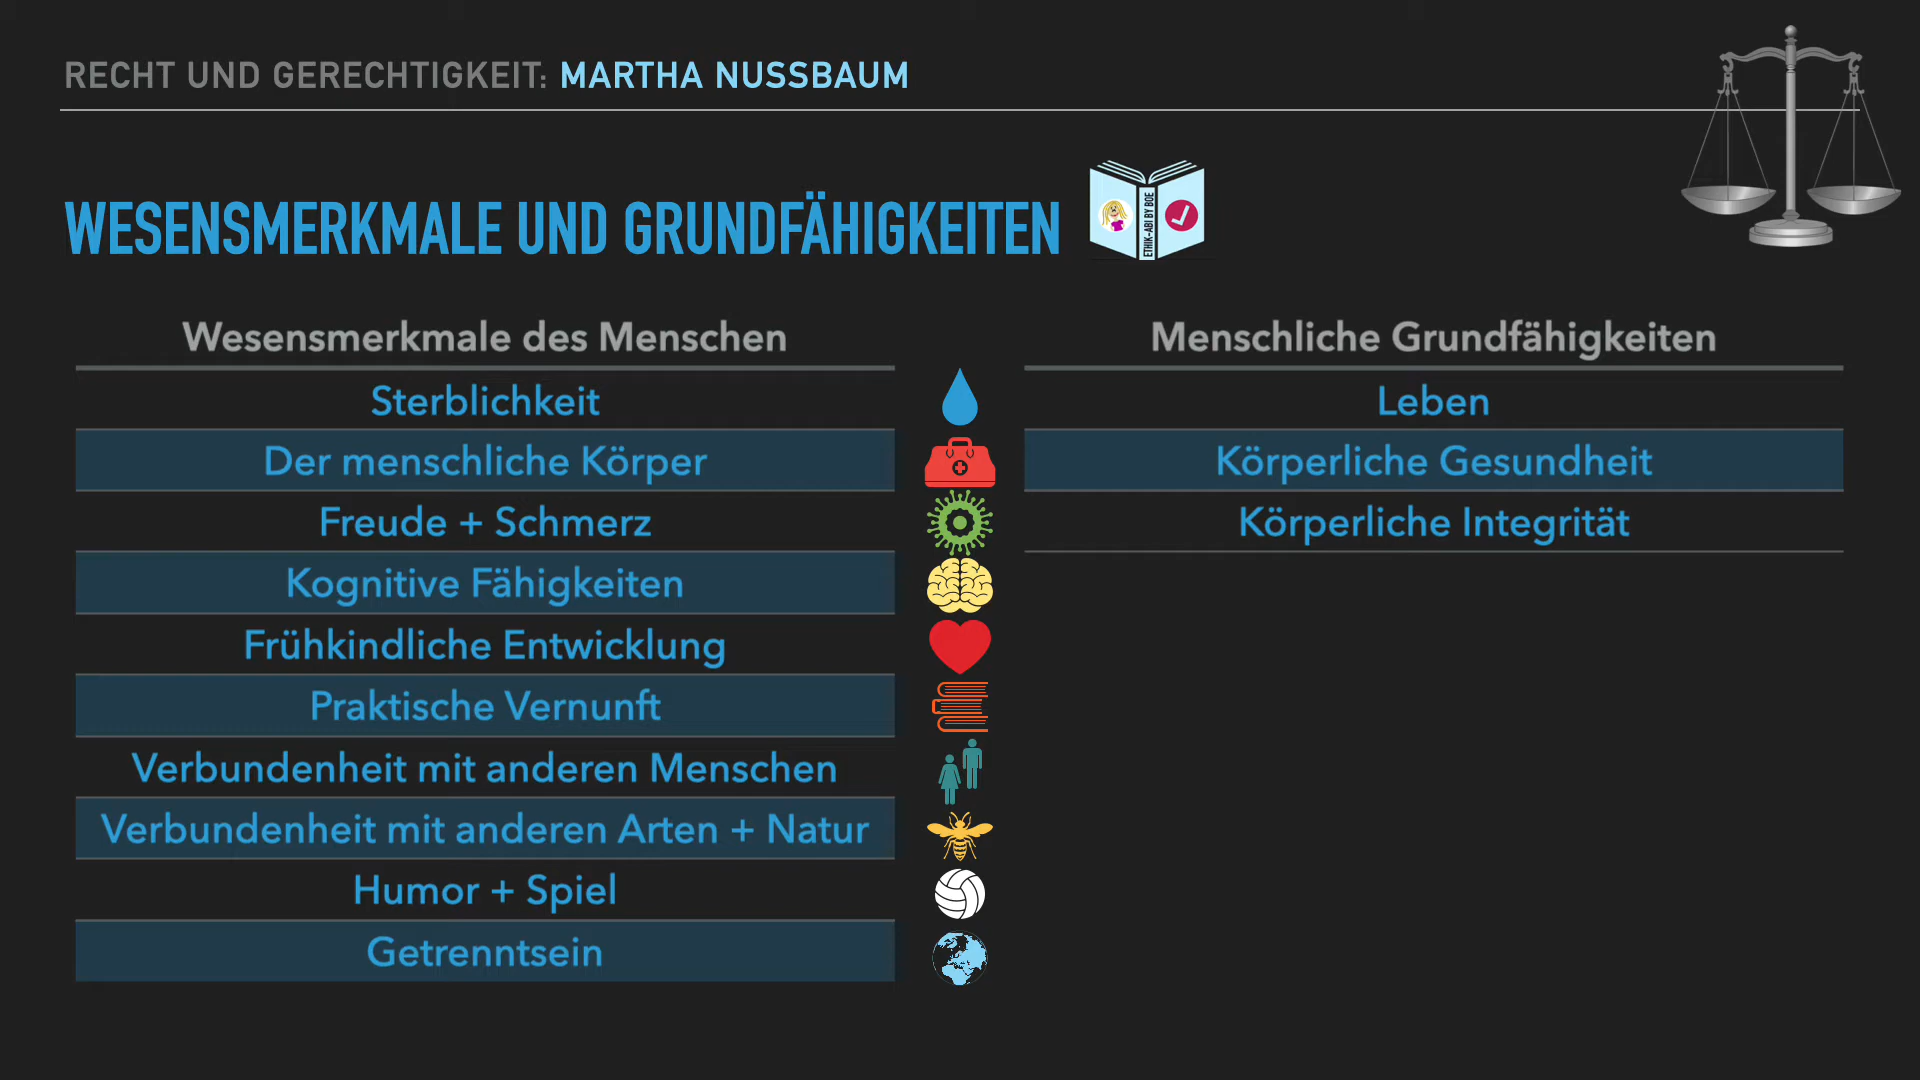 RECHT UND GERECHTIGKEIT: MARTHA NUSSBAUM
WESENSMERKMALE UND GRUNDFÄHIGKEITEN
ETHIK-ABI BY BOE
Wesensmerkmale des Menschen
Sterblichkeit
Der menschliche Körper
Freude + Schmerz
Kognitive Fähigkeiten
Frühkindliche Entwicklung
Praktische Vernunft
Verbundenheit mit anderen Menschen
Verbundenheit mit anderen Arten + Natur
Humor + Spiel
Getrenntsein
Menschliche Grundfähigkeiten
Leben
Körperliche Gesundheit
Körperliche Integrität